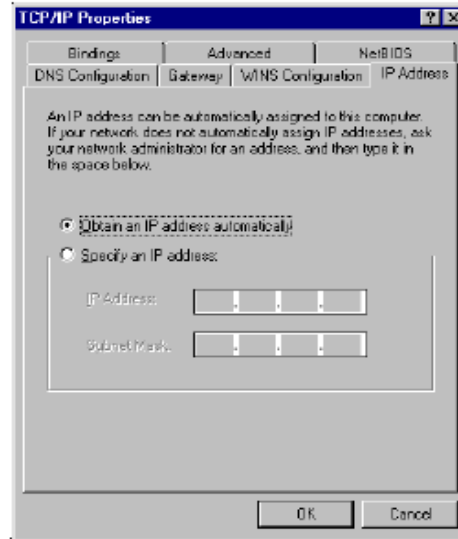 TCP/IP Properties
? X
Bindings Advanced NetBIOS
DNS Configuration Gateway WINS Configuration IP Address
An IP address can be automatically assigned to this computer.
If your network does not automatically assign IP addresses, ask
your network administrator for an address, and then type it in
the space below.
Obtain an IP address automatically
Specify an IP address:
IP Address:
. . .
Subnet Mask:
. . .
OK Cancel